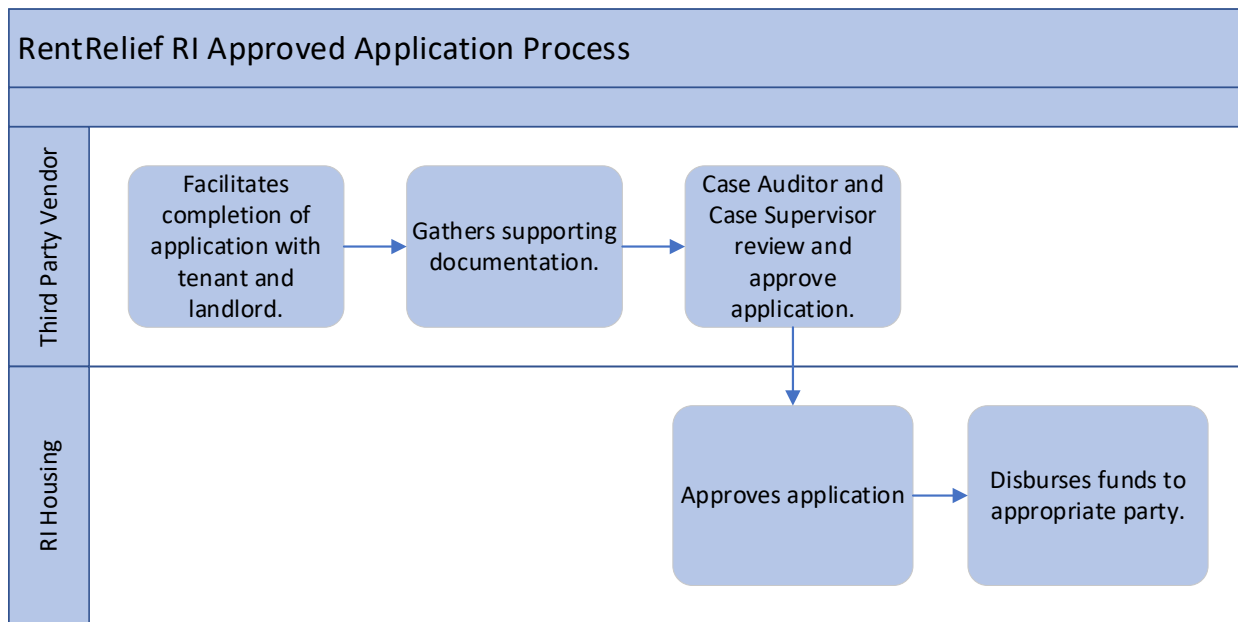 RentRelief RI Approved Application Process
Third Party Vendor
Facilitates
completion of
application with
tenant and
landlord.
Gathers supporting
documentation.
Case Auditor and
Case Supervisor
review and
approve
application.
RI Housing
Approves application
Disburses funds to
appropriate party.